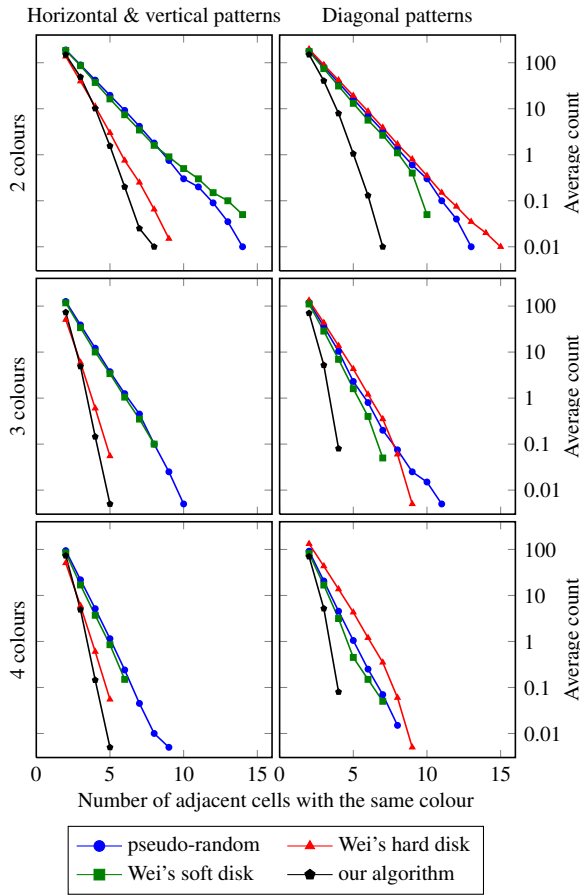 Horizontal & vertical patterns
Diagonal patterns
2 colours
100
10
1
0.1
0.01
Average count
3 colours
100
10
1
0.1
0.01
Average count
4 colours
100
10
1
0.1
0.01
Average count
0 5 10 15 0 5 10 15
Number of adjacent cells with the same colour
pseudo-random
Wei's hard disk
Wei's soft disk
our algorithm